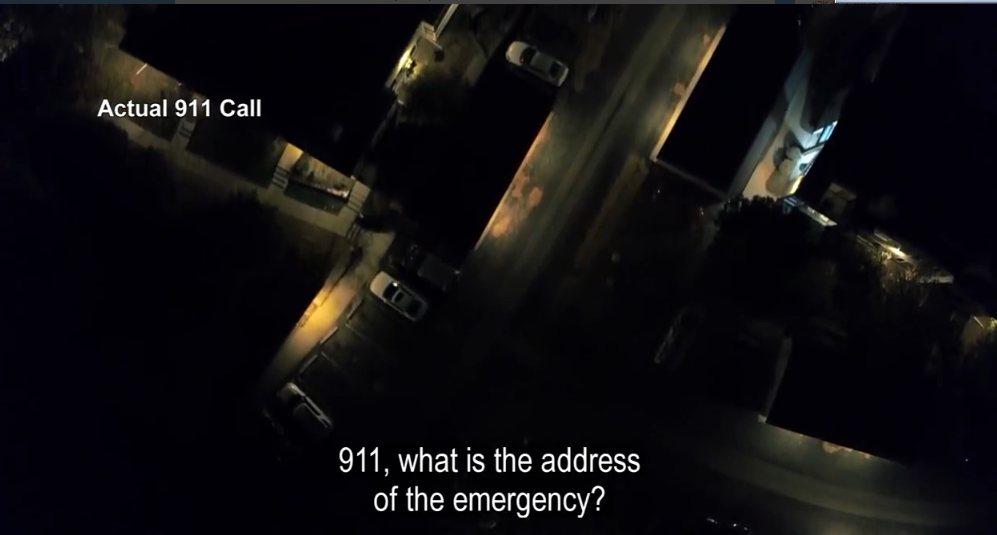 Actual 911 Call
911, what is the address
of the emergency?